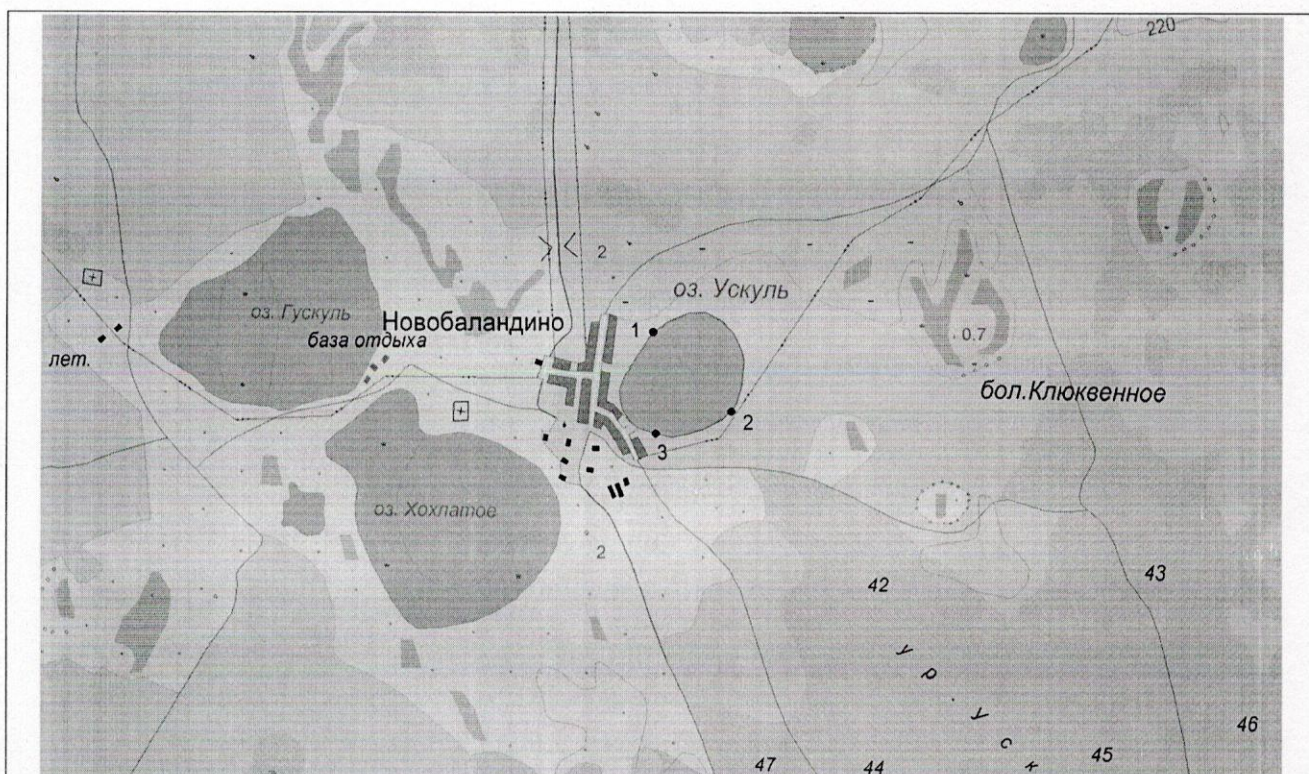 220
2
оз. Ускуль
оз. Гускуль
Новобаландино
база отдыха
1
0.7
лет.
бол.Клюквенное
2
3
оз. Хохлатое
2
42
43
у р . у с к
46
45
47
44